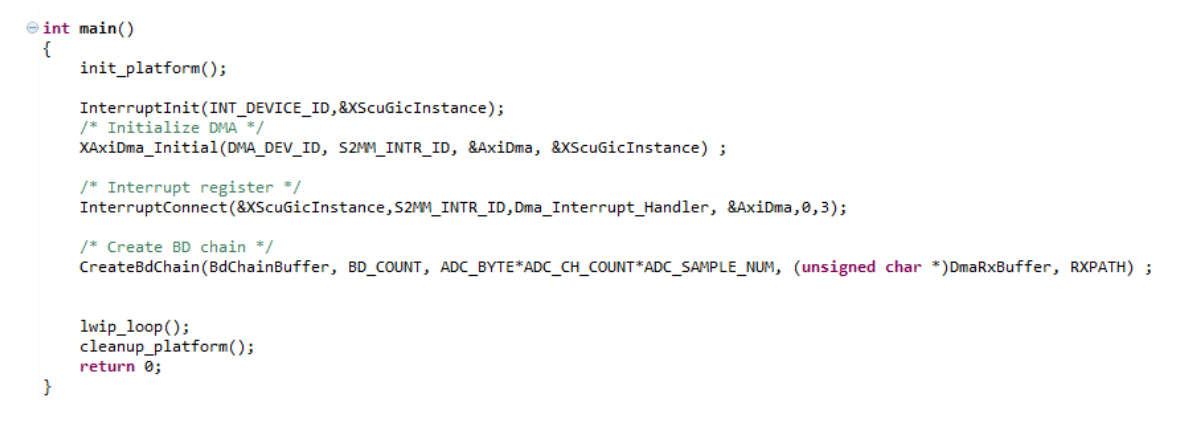 int main()
{
init_platform();
InterruptInit(INT_DEVICE_ID,&XScuGicInstance);
/* Initialize DMA */
XAxiDma_Initial(DMA_DEV_ID, S2MM_INTR_ID, &AxiDma, &XScuGicInstance) ;
/* Interrupt register */
InterruptConnect(&XScuGicInstance,S2MM_INTR_ID,Dma_Interrupt_Handler, &AxiDma,0,3);
/* Create BD chain */
CreateBdChain(BdChainBuffer, BD_COUNT, ADC_BYTE*ADC_CH_COUNT*ADC_SAMPLE_NUM, (unsigned char *)DmaRxBuffer, RXPATH) ;
lwip_loop();
cleanup_platform();
return 0;
}